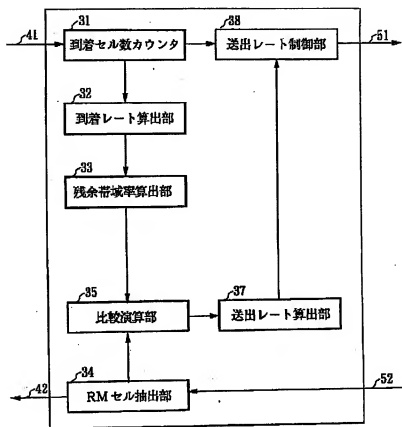 31
38
41
到着セル数カウンタ
送出レート制御部
51
32
到着レート算出部
33
残余帯域率算出部
35
37
比較演算部
送出レート算出部
34
42
RMセル抽出部
52